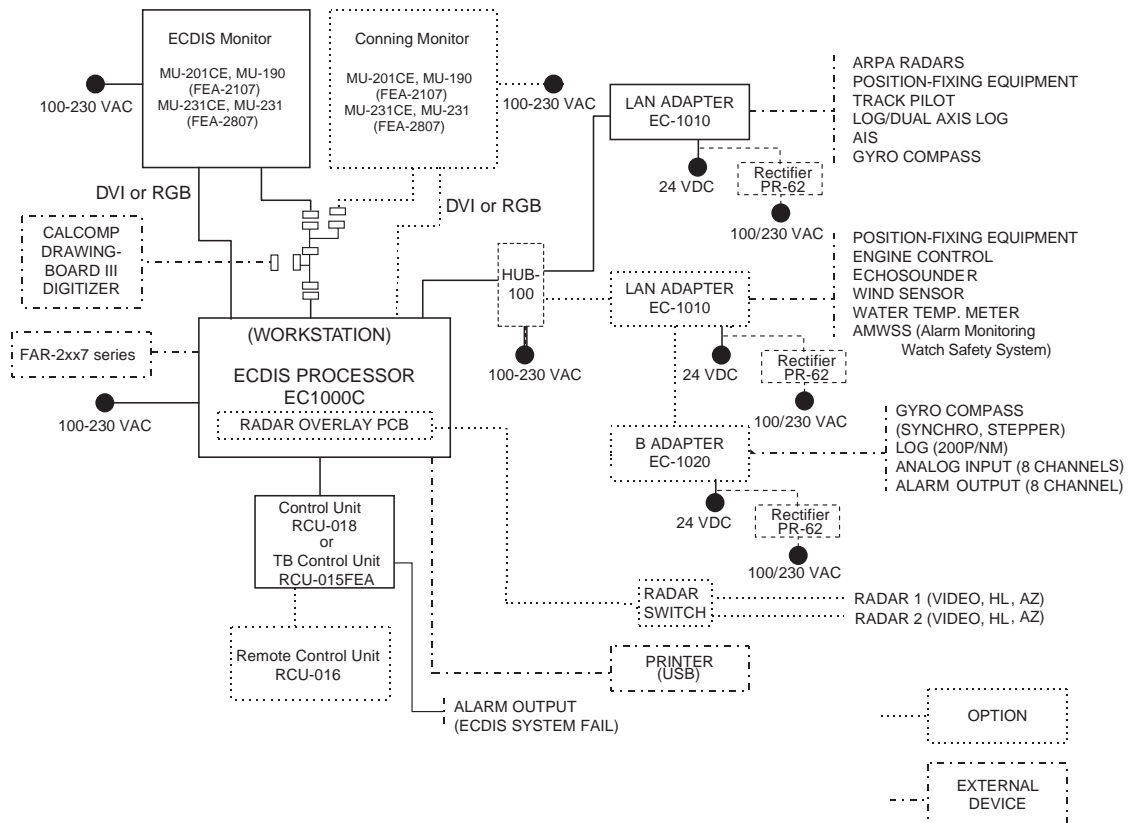 ECDIS Monitor
MU-201CE, MU-190
(FEA-2107)
MU-231CE, MU-231
(FEA-2807)
100-230 VAC
Conning Monitor
MU-201CE, MU-190
(FEA-2107)
MU-231CE, MU-231
(FEA-2807)
100-230 VAC
LAN ADAPTER
EC-1010
24 VDC
Rectifier
PR-62
100/230 VAC
ARPA RADARS
POSITION-FIXING EQUIPMENT
TRACK PILOT
LOG/DUAL AXIS LOG
AIS
GYRO COMPASS
DVI or RGB
DVI or RGB
CALCOMP
DRAWING-
BOARD III
DIGITIZER
HUB-
100
100-230 VAC
LAN ADAPTER
EC-1010
24 VDC
Rectifier
PR-62
100/230 VAC
POSITION-FIXING EQUIPMENT
ENGINE CONTROL
ECHOSOUNDER
WIND SENSOR
WATER TEMP. METER
AMWSS (Alarm Monitoring
Watch Safety System)
FAR-2xx7 series
100-230 VAC
(WORKSTATION)
ECDIS PROCESSOR
EC1000C
RADAR OVERLAY PCB
B ADAPTER
EC-1020
24 VDC
Rectifier
PR-62
100/230 VAC
GYRO COMPASS
(SYNCHRO, STEPPER)
LOG (200P/NM)
ANALOG INPUT (8 CHANNELS)
ALARM OUTPUT (8 CHANNEL)
Control Unit
RCU-018
or
TB Control Unit
RCU-015FEA
RADAR
SWITCH
RADAR 1 (VIDEO, HL, AZ)
RADAR 2 (VIDEO, HL, AZ)
Remote Control Unit
RCU-016
PRINTER
(USB)
ALARM OUTPUT
(ECDIS SYSTEM FAIL)
OPTION
EXTERNAL
DEVICE